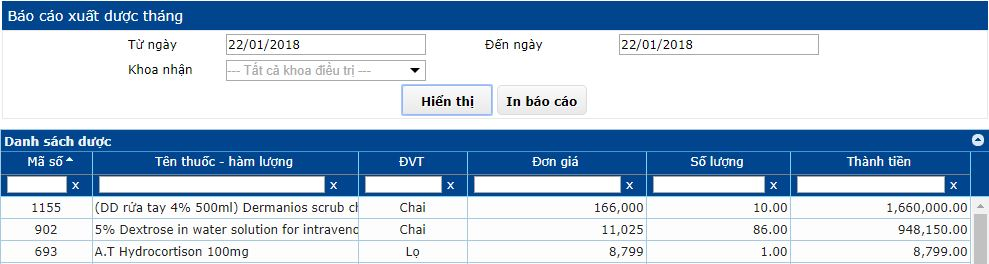 Báo cáo xuất dược tháng
Từ ngày 22/01/2018 Đến ngày 22/01/2018
Khoa nhận --- Tất cả khoa điều trị ---
Hiển thị In báo cáo
Danh sách dược
Mã số Tên thuốc - hàm lượng ĐVT Đơn giá Số lượng Thành tiền
x x x x x x
1155 (DD rửa tay 4% 500ml) Dermanios scrub ch Chai 166,000 10.00 1,660,000.00
902 5% Dextrose in water solution for intraveno Chai 11,025 86.00 948,150.00
693 A.T Hydrocortison 100mg Lọ 8,799 1.00 8,799.00